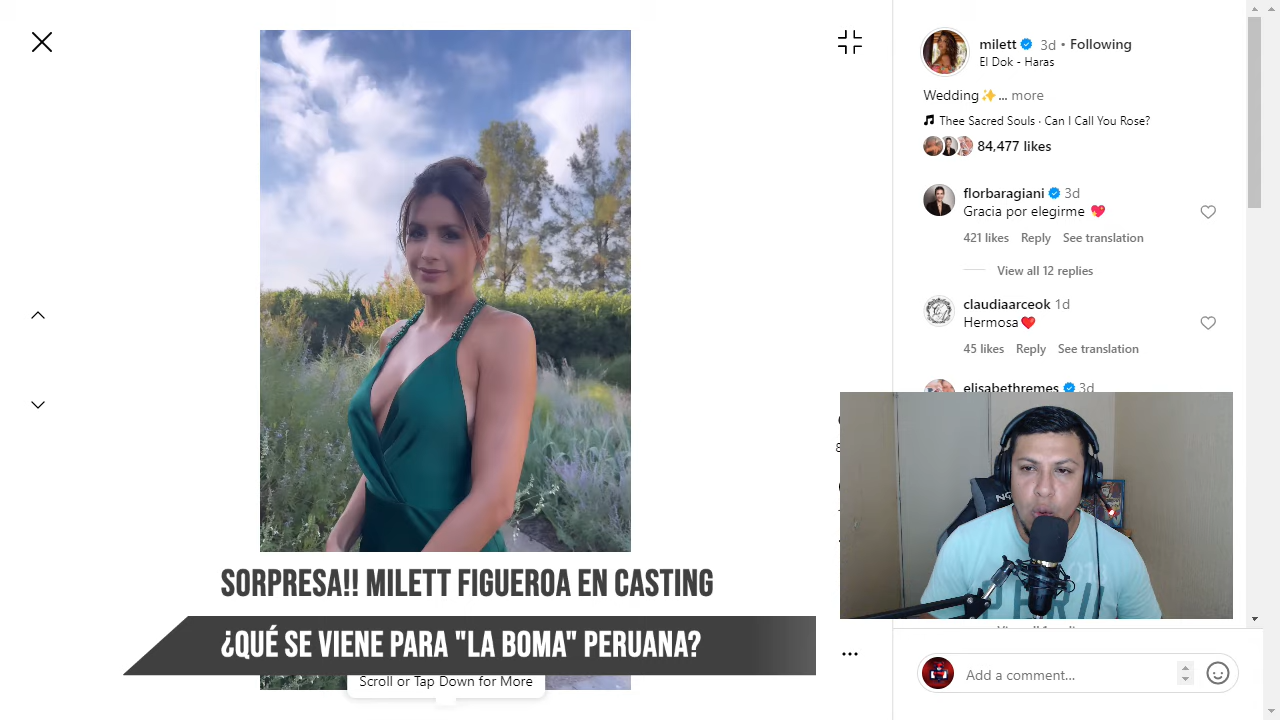 milett 3d • Following
El Dok - Haras
Wedding✨... more
Thee Sacred Souls · Can I Call You Rose?
84,477 likes
florbaragiani 3d
Gracia por elegirme 💖
421 likes Reply See translation
View all 12 replies
claudiaarceok 1d
Hermosa❤️
45 likes Reply See translation
elisabethremes 3d
SORPRESA!! MILETT FIGUEROA EN CASTING
¿QUÉ SE VIENE PARA "LA BOMA" PERUANA?
Scroll or Tap Down for More
Add a comment...